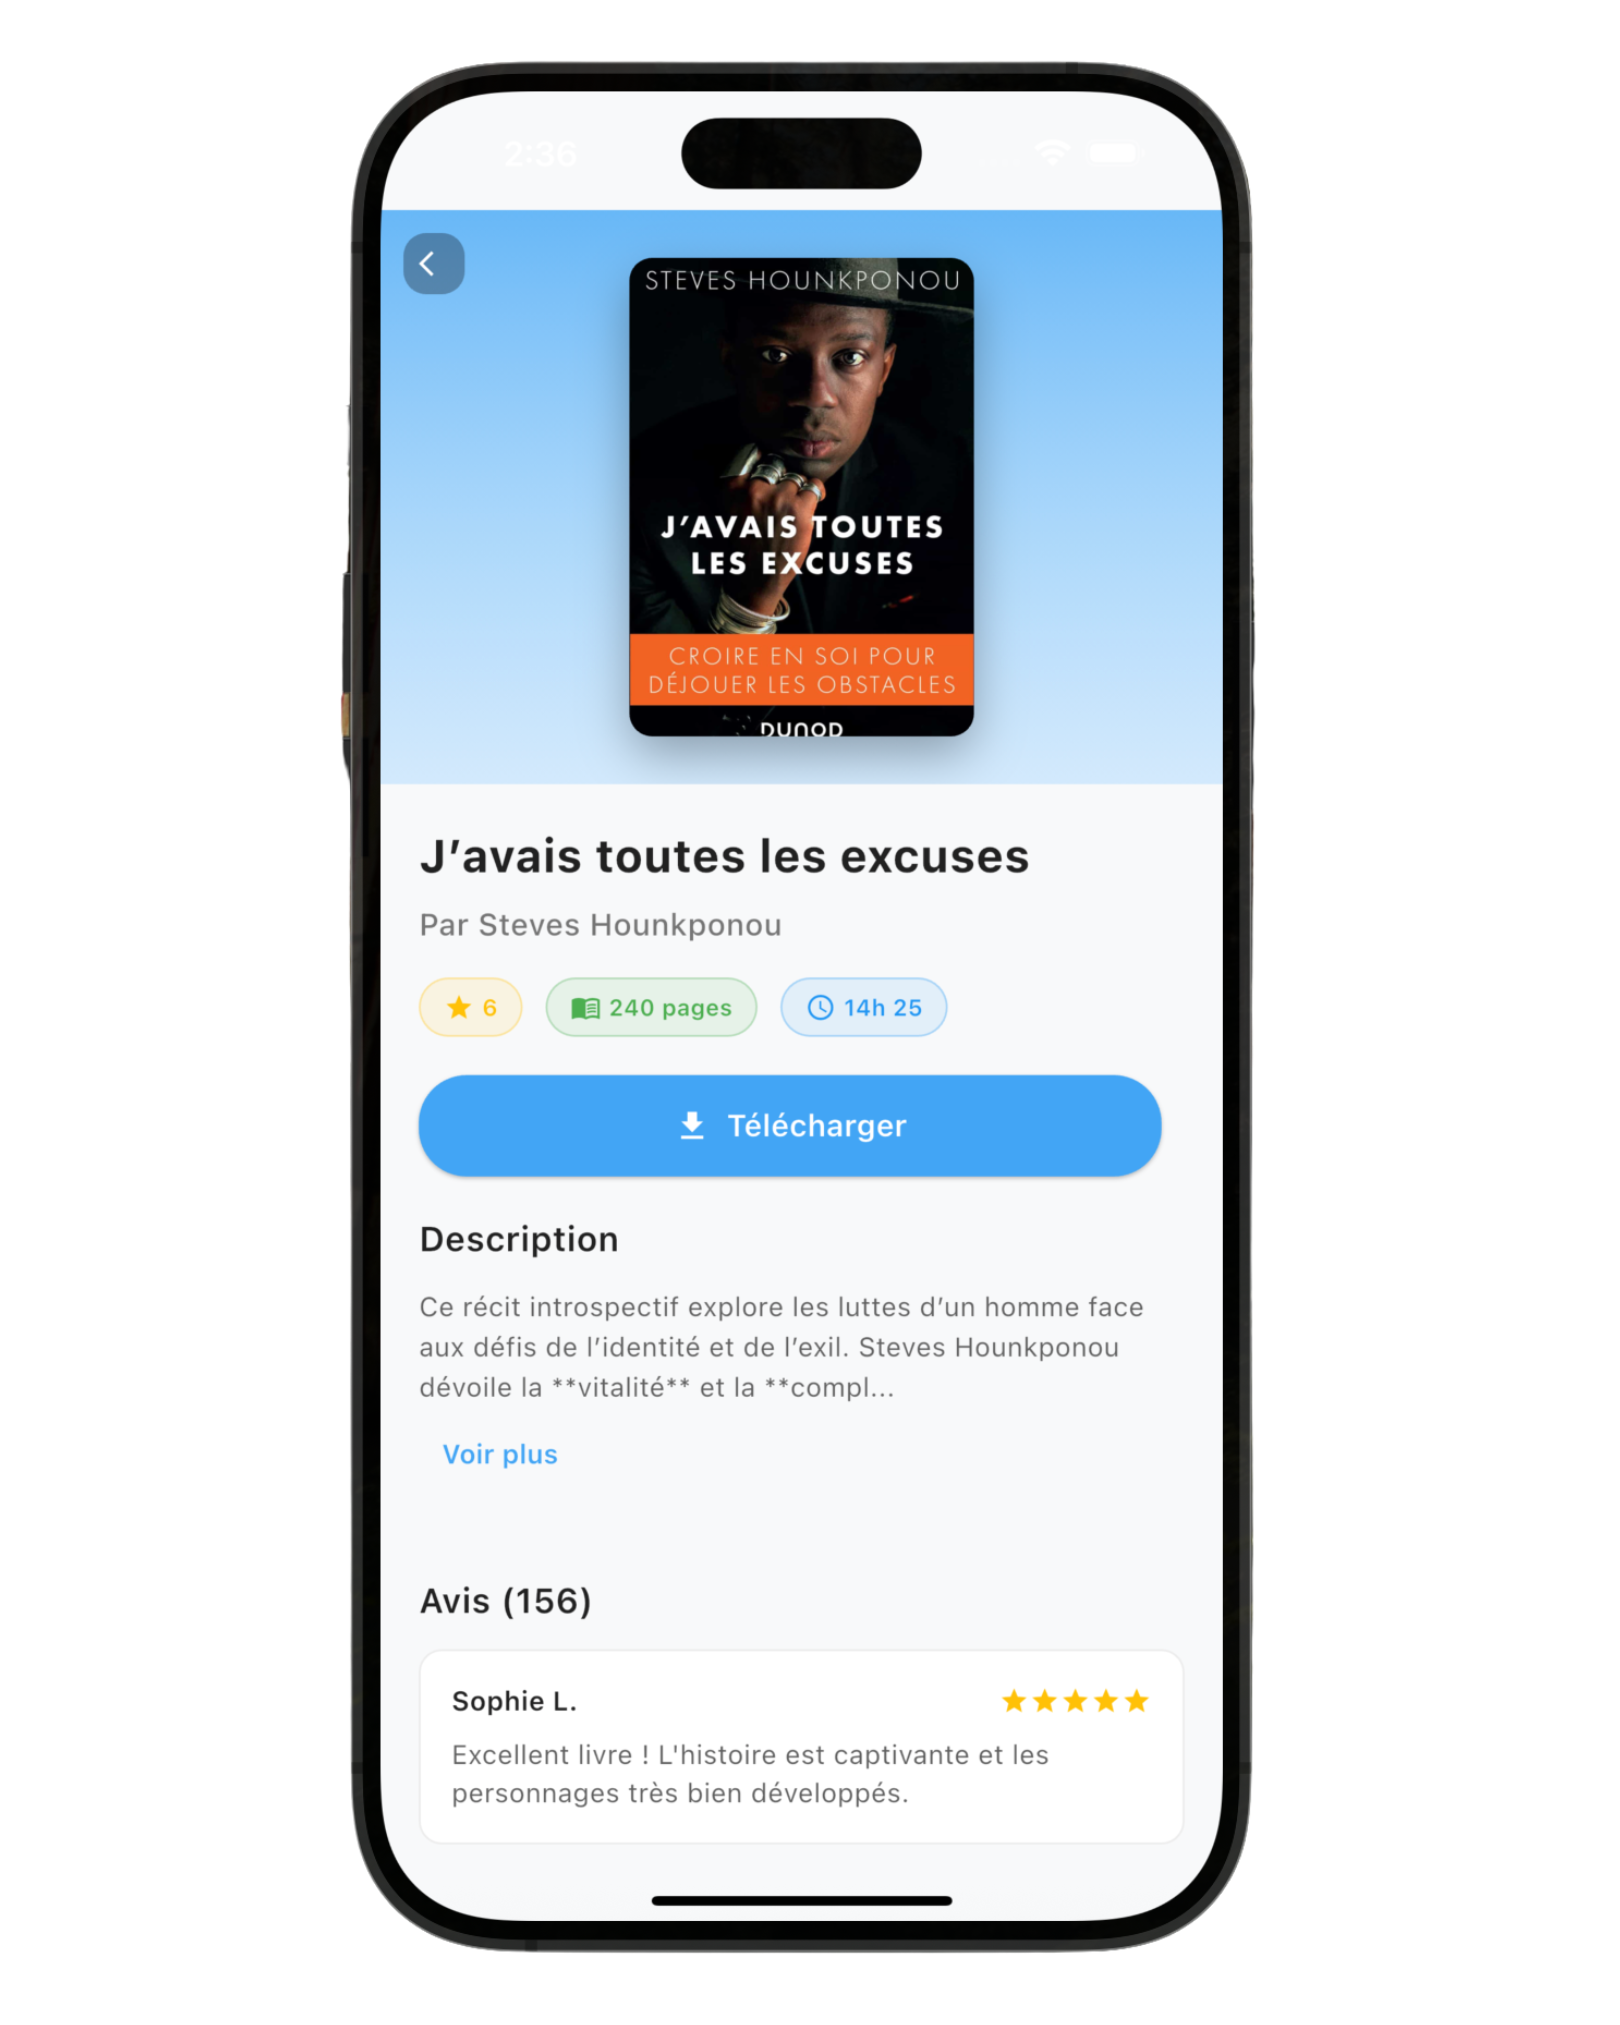 2:36
STEVES HOUNKPONOU
J’AVAIS TOUTES
LES EXCUSES
CROIRE EN SOI POUR
DÉJOUER LES OBSTACLES
DUNOD
J’avais toutes les excuses
Par Steves Hounkponou
6
240 pages
14h 25
Télécharger
Description
Ce récit introspectif explore les luttes d’un homme face
aux défis de l’identité et de l’exil. Steves Hounkponou
dévoile la **vitalité** et la **compl...
Voir plus
Avis (156)
Sophie L.
Excellent livre ! L'histoire est captivante et les
personnages très bien développés.